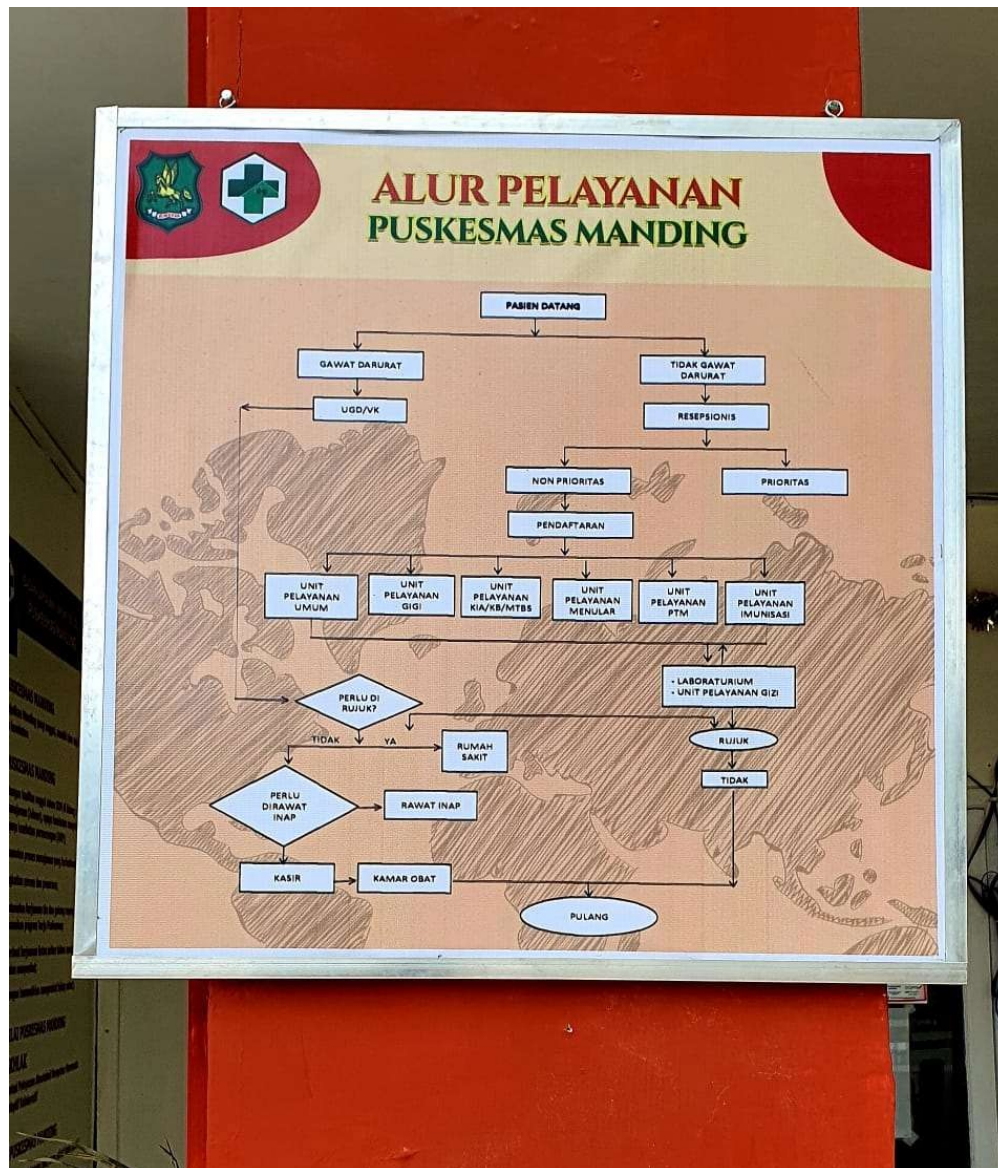 ALUR PELAYANAN
PUSKESMAS MANDING
PASIEN DATANG
GAWAT DARURAT
TIDAK GAWAT
DARURAT
UGD/VK
RESEPSIONIS
NON PRIORITAS
PRIORITAS
PENDAFTARAN
UNIT
PELAYANAN
UMUM
UNIT
PELAYANAN
GIGI
UNIT
PELAYANAN
KIA/KB/MTBS
UNIT
PELAYANAN
MENULAR
UNIT
PELAYANAN
PTM
UNIT
PELAYANAN
IMUNISASI
- LABORATURIUM
- UNIT PELAYANAN GIZI
PERLU DI
RUJUK?
TIDAK
YA
RUMAH
SAKIT
RUJUK
TIDAK
PERLU
DIRAWAT
INAP
RAWAT INAP
KASIR
KAMAR OBAT
PULANG